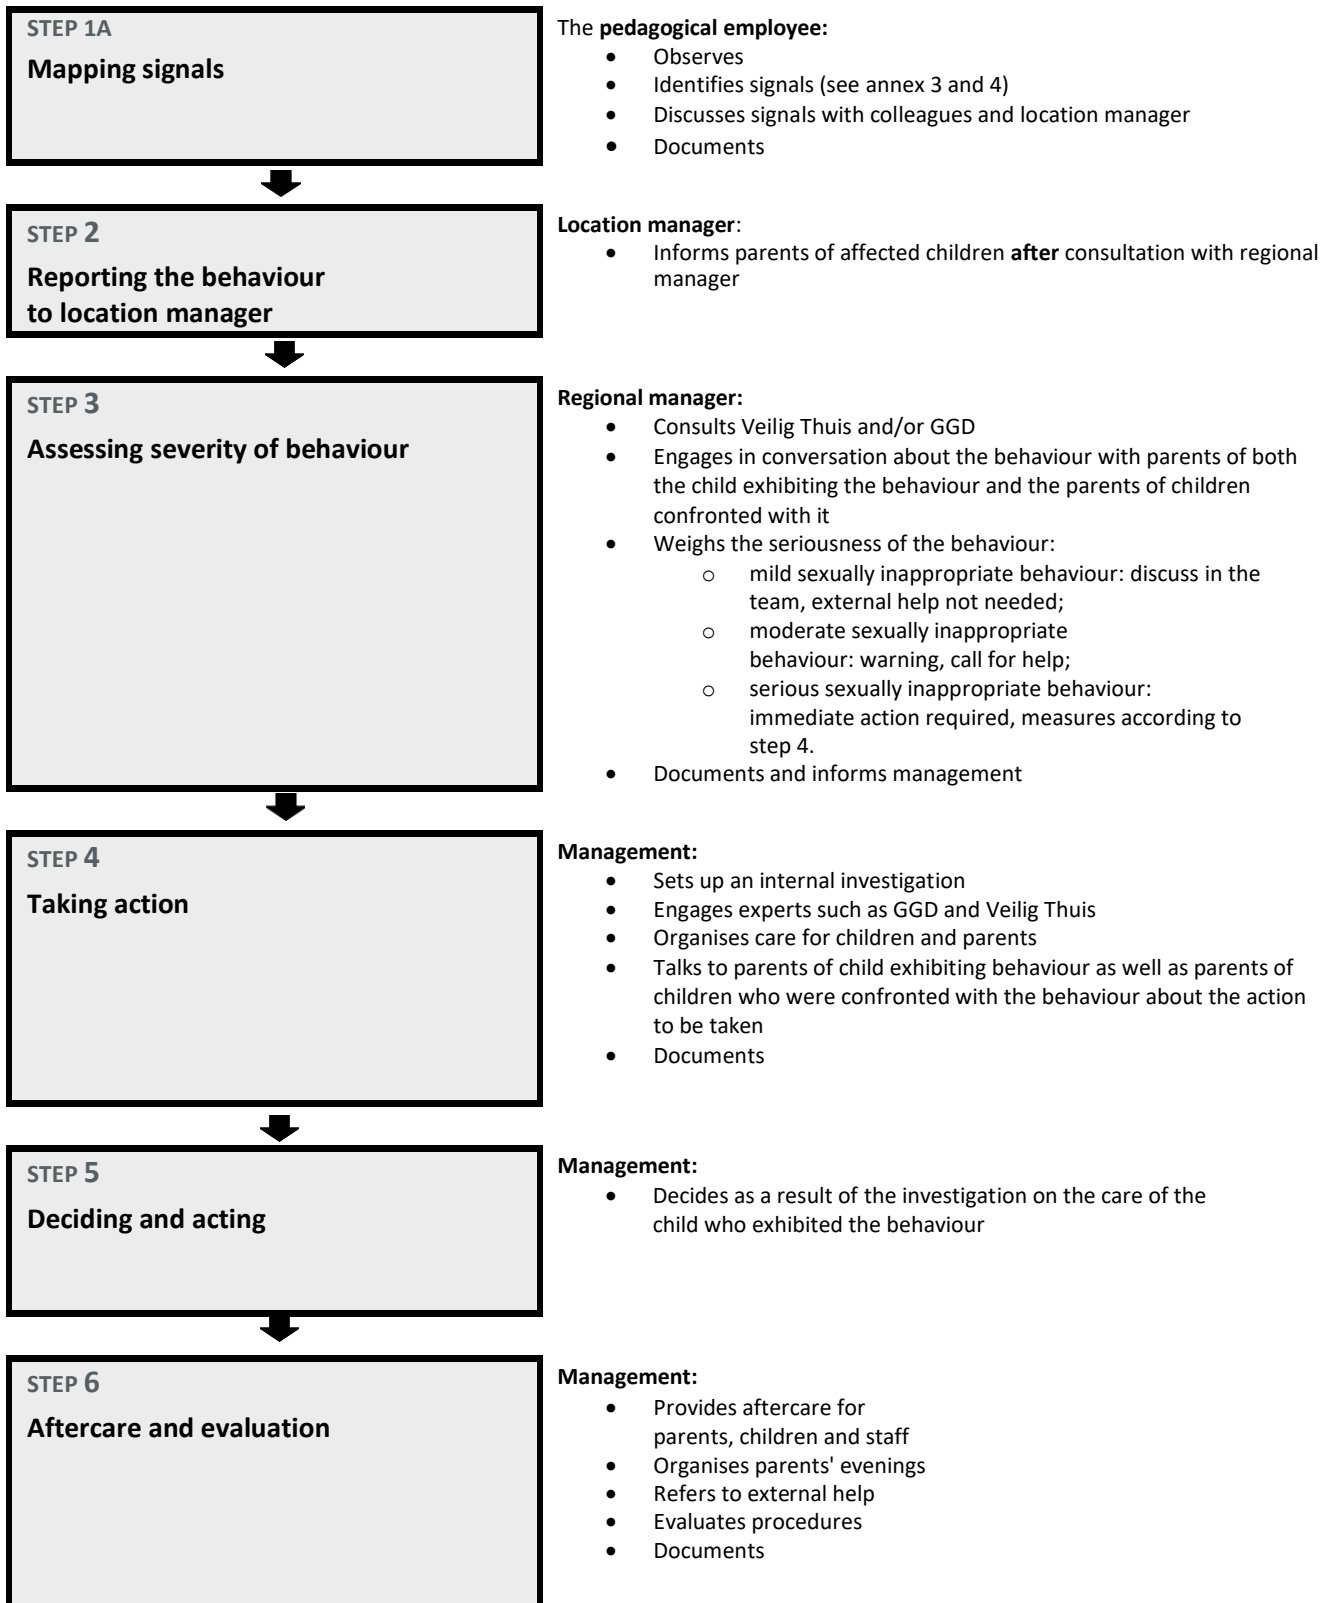 STEP 1A
Mapping signals
The pedagogical employee:
• Observes
• Identifies signals (see annex 3 and 4)
• Discusses signals with colleagues and location manager
• Documents
STEP 2
Reporting the behaviour
to location manager
Location manager:
• Informs parents of affected children after consultation with regional
manager
STEP 3
Assessing severity of behaviour
Regional manager:
• Consults Veilig Thuis and/or GGD
• Engages in conversation about the behaviour with parents of both
the child exhibiting the behaviour and the parents of children
confronted with it
• Weighs the seriousness of the behaviour:
o mild sexually inappropriate behaviour: discuss in the
team, external help not needed;
o moderate sexually inappropriate
behaviour: warning, call for help;
o serious sexually inappropriate behaviour:
immediate action required, measures according to
step 4.
• Documents and informs management
STEP 4
Taking action
Management:
• Sets up an internal investigation
• Engages experts such as GGD and Veilig Thuis
• Organises care for children and parents
• Talks to parents of child exhibiting behaviour as well as parents of
children who were confronted with the behaviour about the action
to be taken
• Documents
STEP 5
Deciding and acting
Management:
• Decides as a result of the investigation on the care of the
child who exhibited the behaviour
STEP 6
Aftercare and evaluation
Management:
• Provides aftercare for
parents, children and staff
• Organises parents' evenings
• Refers to external help
• Evaluates procedures
• Documents